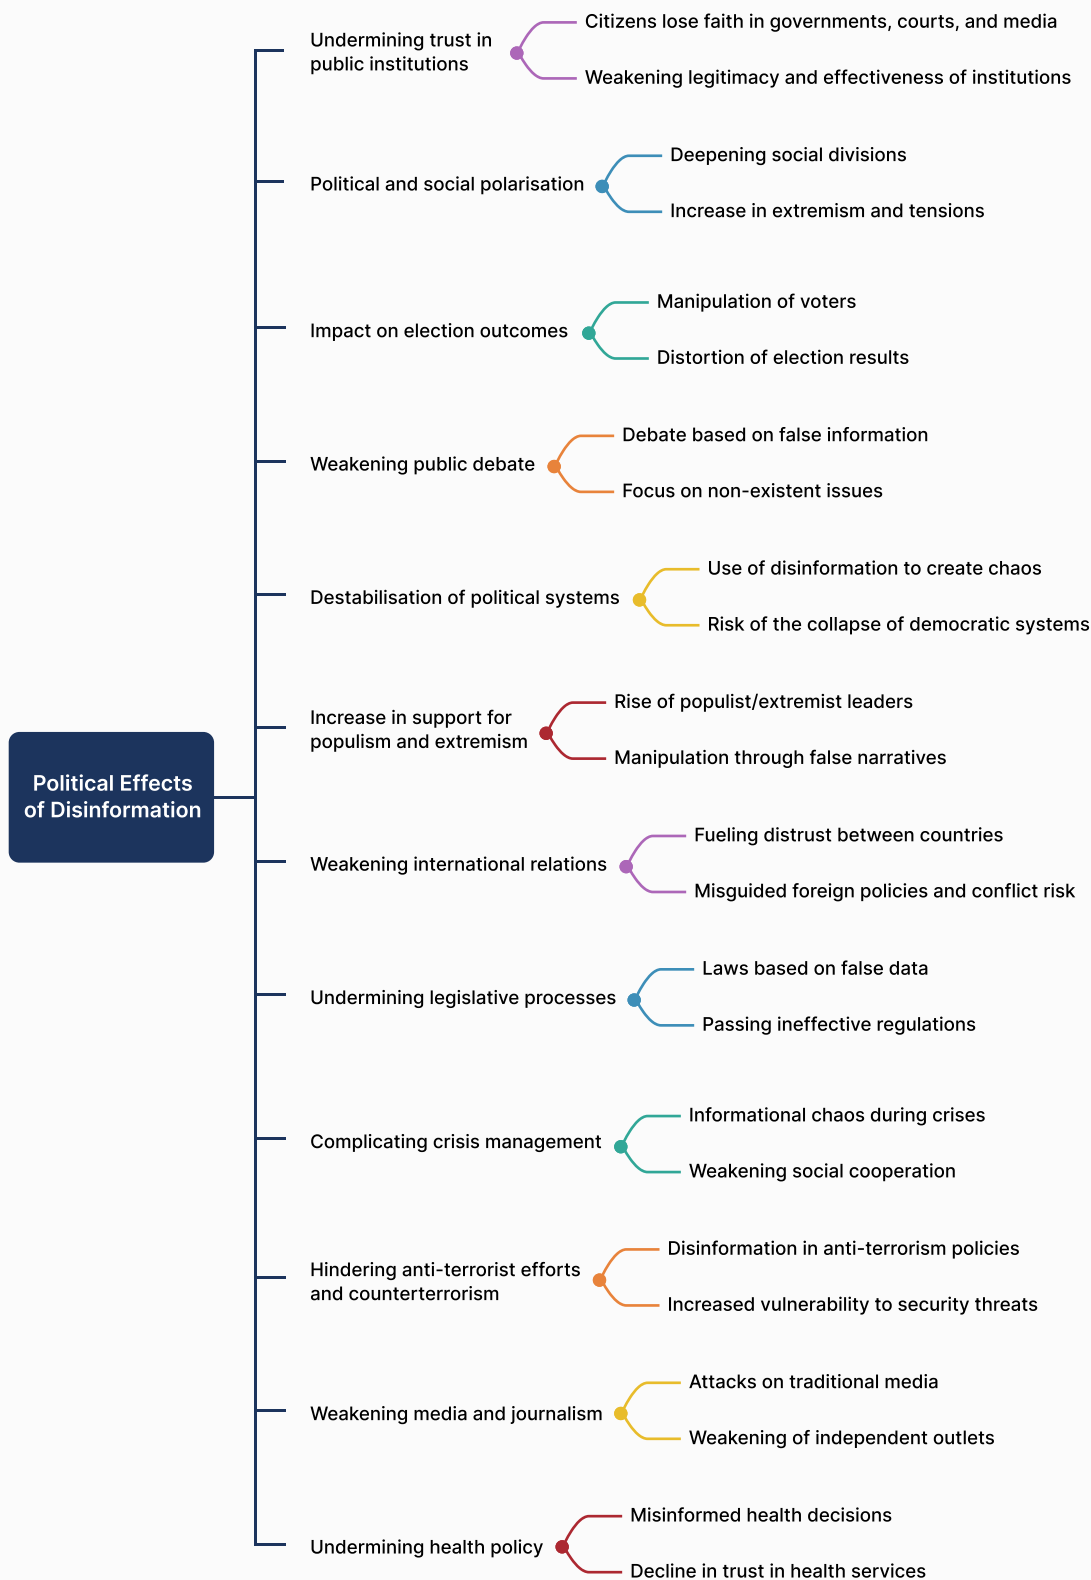 Political Effects
of Disinformation
Undermining trust in
public institutions
Citizens lose faith in governments, courts, and media
Weakening legitimacy and effectiveness of institutions
Political and social polarisation
Deepening social divisions
Increase in extremism and tensions
Impact on election outcomes
Manipulation of voters
Distortion of election results
Weakening public debate
Debate based on false information
Focus on non-existent issues
Destabilisation of political systems
Use of disinformation to create chaos
Risk of the collapse of democratic systems
Increase in support for
populism and extremism
Rise of populist/extremist leaders
Manipulation through false narratives
Weakening international relations
Fueling distrust between countries
Misguided foreign policies and conflict risk
Undermining legislative processes
Laws based on false data
Passing ineffective regulations
Complicating crisis management
Informational chaos during crises
Weakening social cooperation
Hindering anti-terrorist efforts
and counterterrorism
Disinformation in anti-terrorism policies
Increased vulnerability to security threats
Weakening media and journalism
Attacks on traditional media
Weakening of independent outlets
Undermining health policy
Misinformed health decisions
Decline in trust in health services